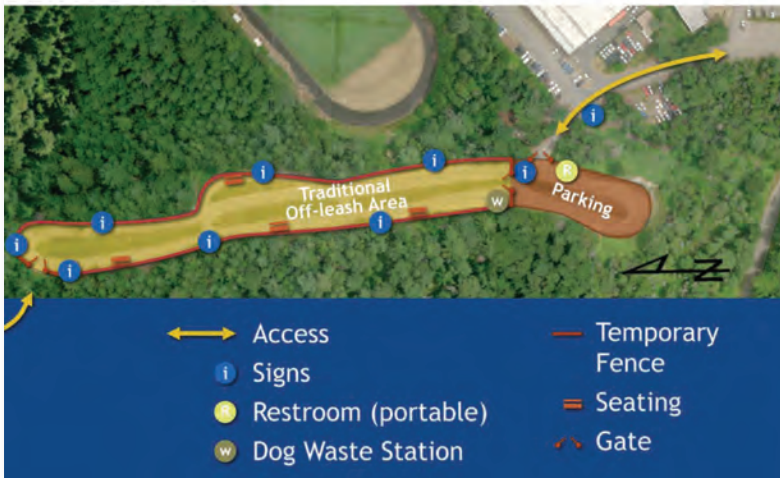 i
i
i
i
R
Traditional
Off-leash Area
Parking
w
i
i
i
i
i
N
Access
i Signs
R Restroom (portable)
w Dog Waste Station
Temporary
Fence
Seating
Gate